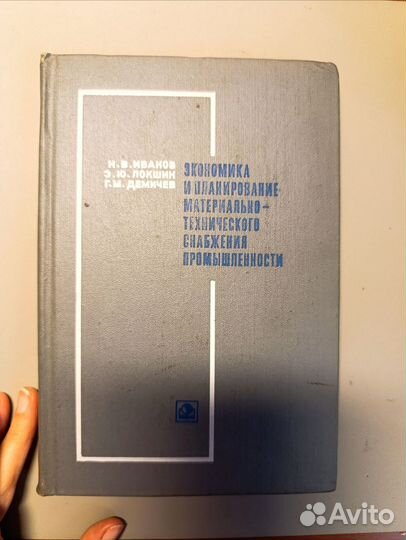 Н.В.ИВАНОВ
Э.Ю.ЛОКШИН
Г.М.ДЕМИЧЕВ
ЭКОНОМИКА
И ПЛАНИРОВАНИЕ
МАТЕРИАЛЬНО-
ТЕХНИЧЕСКОГО
СНАБЖЕНИЯ
ПРОМЫШЛЕННОСТИ
Avito